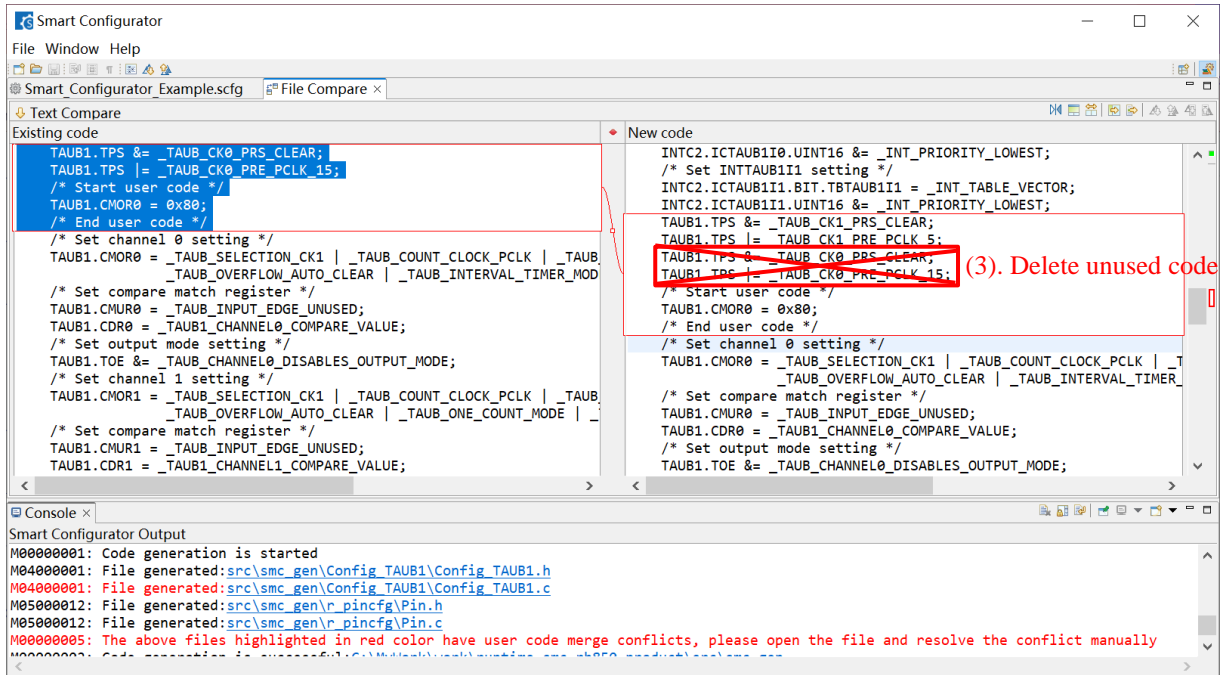 Smart Configurator
File Window Help
Smart_Configurator_Example.scfg File Compare
Text Compare
Existing code
TAUB1.TPS &= _TAUB_CK0_PRS_CLEAR;
TAUB1.TPS |= _TAUB_CK0_PRE_PCLK_15;
/* Start user code */
TAUB1.CMOR0 = 0x80;
/* End user code */
/* Set channel 0 setting */
TAUB1.CMOR0 = _TAUB_SELECTION_CK1 | _TAUB_COUNT_CLOCK_PCLK | _TAUB_
_TAUB_OVERFLOW_AUTO_CLEAR | _TAUB_INTERVAL_TIMER_MOD
/* Set compare match register */
TAUB1.CMUR0 = _TAUB_INPUT_EDGE_UNUSED;
TAUB1.CDR0 = _TAUB1_CHANNEL0_COMPARE_VALUE;
/* Set output mode setting */
TAUB1.TOE &= _TAUB_CHANNEL0_DISABLES_OUTPUT_MODE;
/* Set channel 1 setting */
TAUB1.CMOR1 = _TAUB_SELECTION_CK1 | _TAUB_COUNT_CLOCK_PCLK | _TAUB_
_TAUB_OVERFLOW_AUTO_CLEAR | _TAUB_ONE_COUNT_MODE | _
/* Set compare match register */
TAUB1.CMUR1 = _TAUB_INPUT_EDGE_UNUSED;
TAUB1.CDR1 = _TAUB1_CHANNEL1_COMPARE_VALUE;
New code
INTC2.ICTAUB1I0.UINT16 &= _INT_PRIORITY_LOWEST;
/* Set INTTAUB1I1 setting */
INTC2.ICTAUB1I1.BIT.TBTAUB1I1 = _INT_TABLE_VECTOR;
INTC2.ICTAUB1I1.UINT16 &= _INT_PRIORITY_LOWEST;
TAUB1.TPS &= _TAUB_CK1_PRS_CLEAR;
TAUB1.TPS |= _TAUB_CK1_PRE_PCLK_5;
TAUB1.TPS &= _TAUB_CK0_PRS_CLEAR;
TAUB1.TPS |= _TAUB_CK0_PRE_PCLK_15;
(3). Delete unused code
/* Start user code */
TAUB1.CMOR0 = 0x80;
/* End user code */
/* Set channel 0 setting */
TAUB1.CMOR0 = _TAUB_SELECTION_CK1 | _TAUB_COUNT_CLOCK_PCLK | _T
_TAUB_OVERFLOW_AUTO_CLEAR | _TAUB_INTERVAL_TIMER_
/* Set compare match register */
TAUB1.CMUR0 = _TAUB_INPUT_EDGE_UNUSED;
TAUB1.CDR0 = _TAUB1_CHANNEL0_COMPARE_VALUE;
/* Set output mode setting */
TAUB1.TOE &= _TAUB_CHANNEL0_DISABLES_OUTPUT_MODE;
Console
Smart Configurator Output
M00000001: Code generation is started
M04000001: File generated:src\smc_gen\Config_TAUB1\Config_TAUB1.h
M04000001: File generated:src\smc_gen\Config_TAUB1\Config_TAUB1.c
M05000012: File generated:src\smc_gen\r_pincfg\Pin.h
M05000012: File generated:src\smc_gen\r_pincfg\Pin.c
M00000005: The above files highlighted in red color have user code merge conflicts, please open the file and resolve the conflict manually